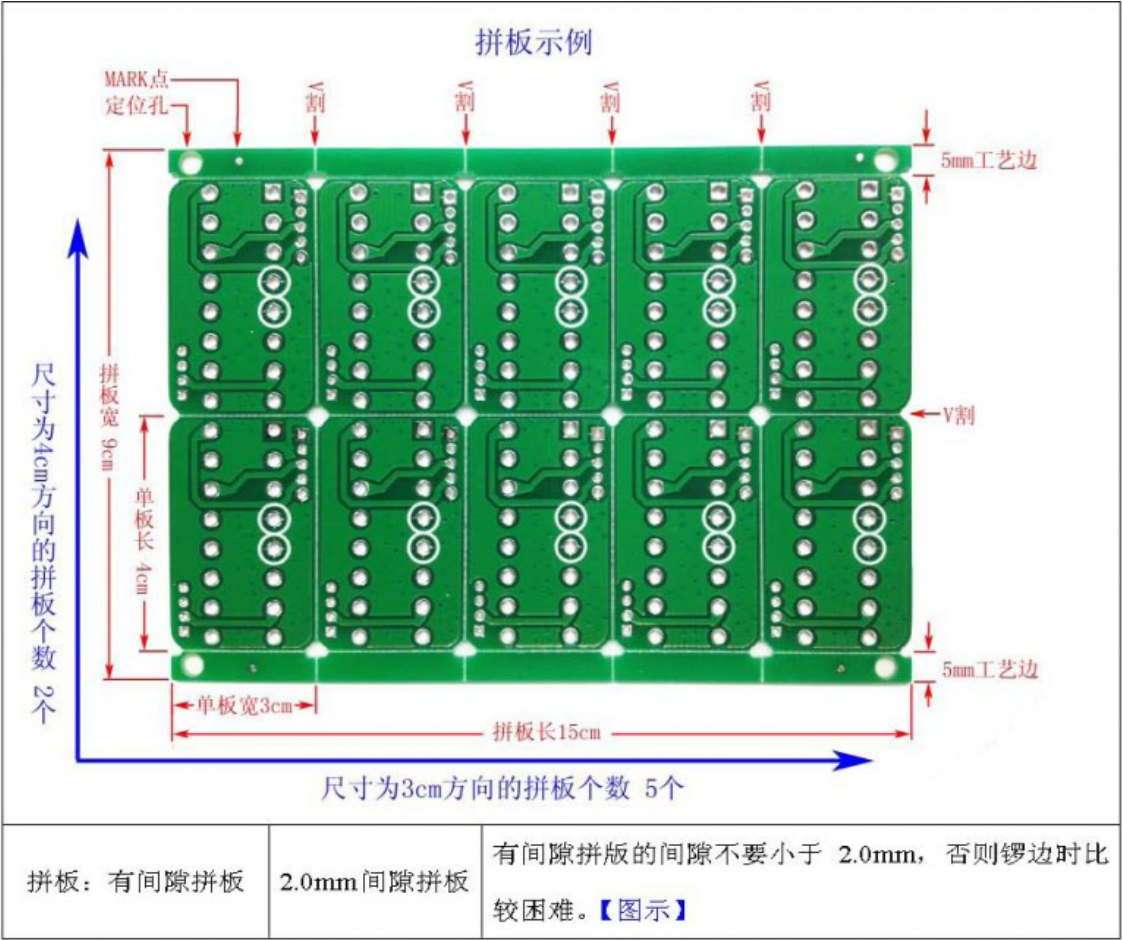 拼板示例
MARK点
定位孔
V割
V割
V割
V割
5mm工艺边
尺寸为4cm方向的拼板个数 2个
拼板宽 9cm
V割
单板长 4cm
5mm工艺边
单板宽3cm
拼板长15cm
尺寸为3cm方向的拼板个数 5个
拼板：有间隙拼板
2.0mm间隙拼板
有间隙拼版的间隙不要小于 2.0mm，否则锣边时比
较困难。【图示】